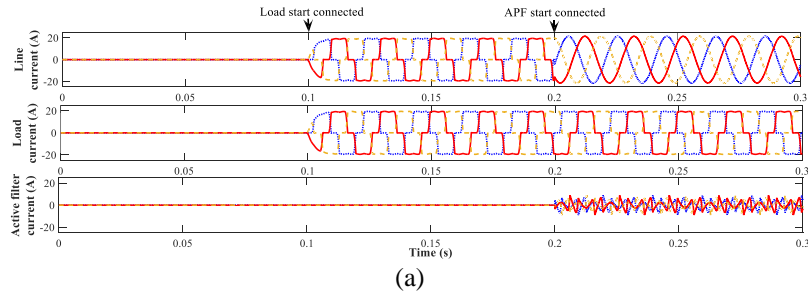 Load start connected APF start connected
Line
current (A)
20
0
-20
0 0.05 0.1 0.15 0.2 0.25 0.3
Load
current (A)
20
0
-20
0 0.05 0.1 0.15 0.2 0.25 0.3
Active filter
current (A)
20
0
-20
0 0.05 0.1 0.15 0.2 0.25 0.3
Time (s)
(a)